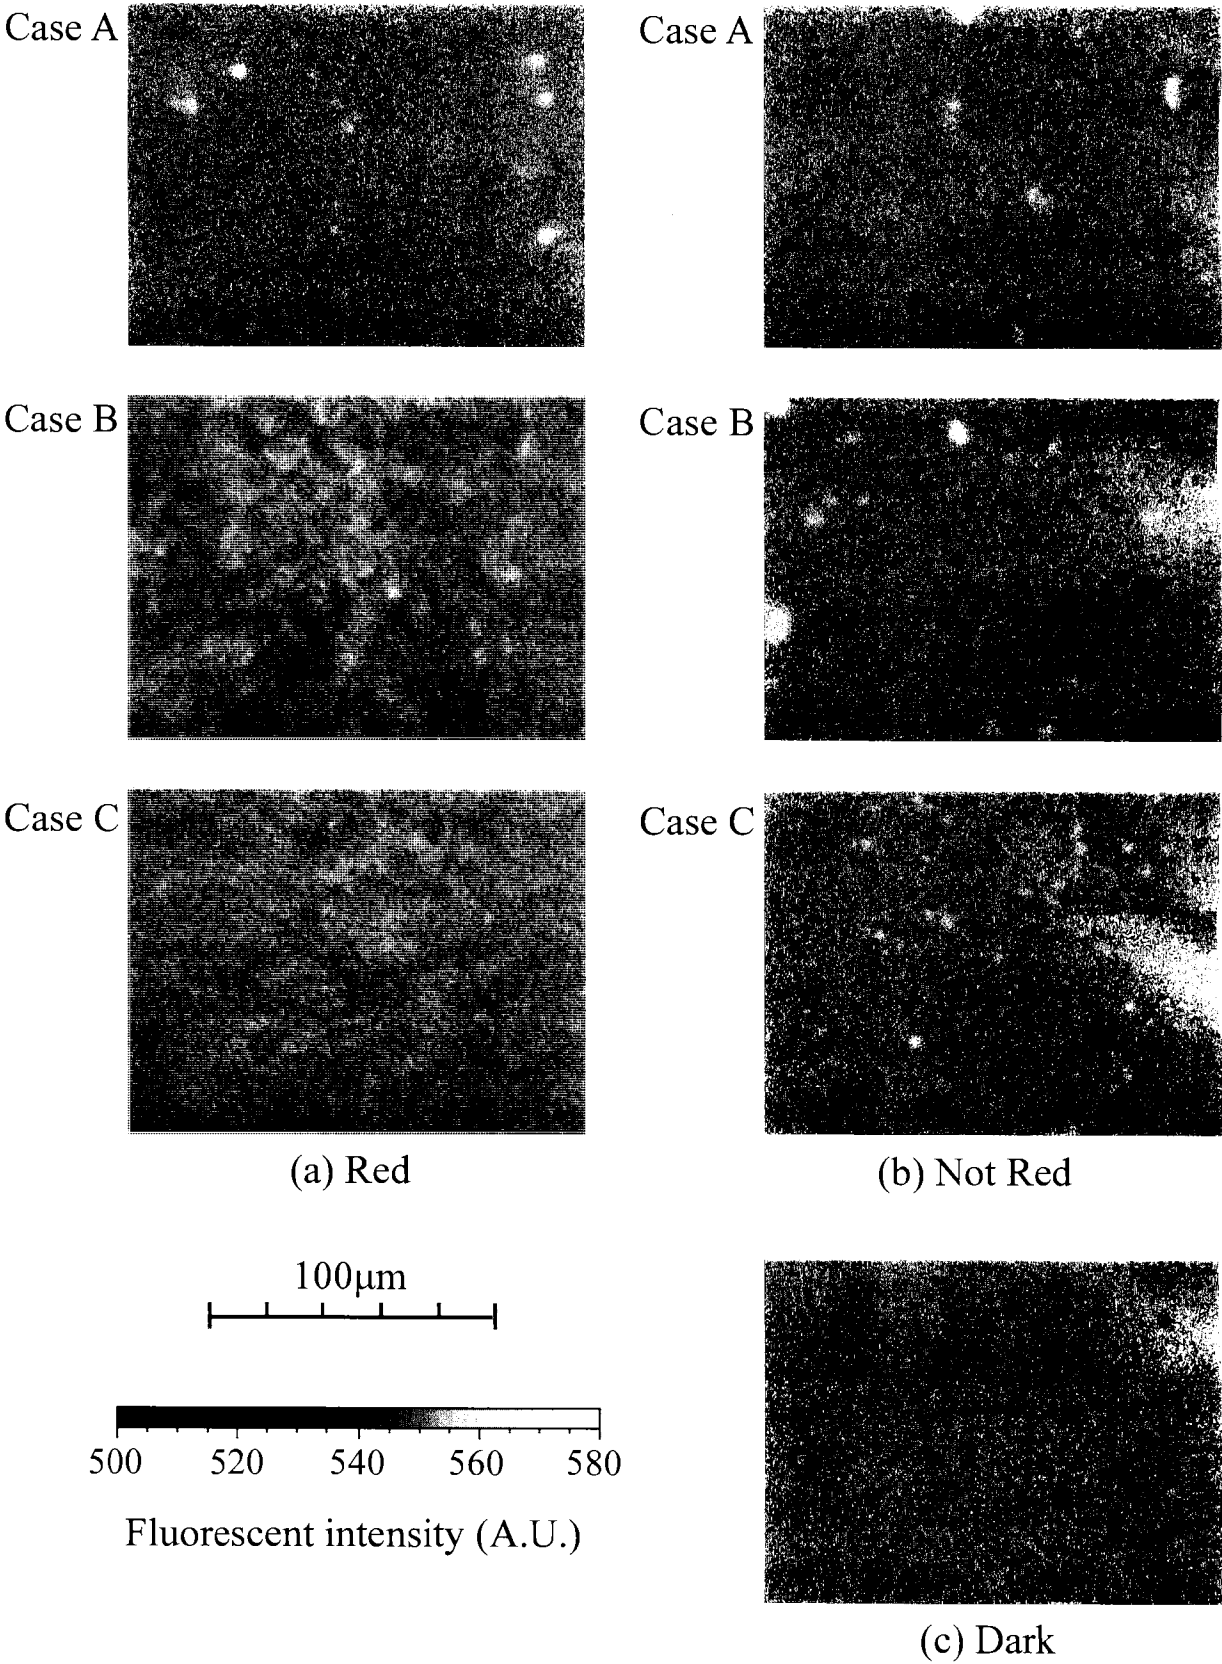 Case A
Case A
Case B
Case B
Case C
Case C
(a) Red
(b) Not Red
100μm
500 520 540 560 580
Fluorescent intensity (A.U.)
(c) Dark